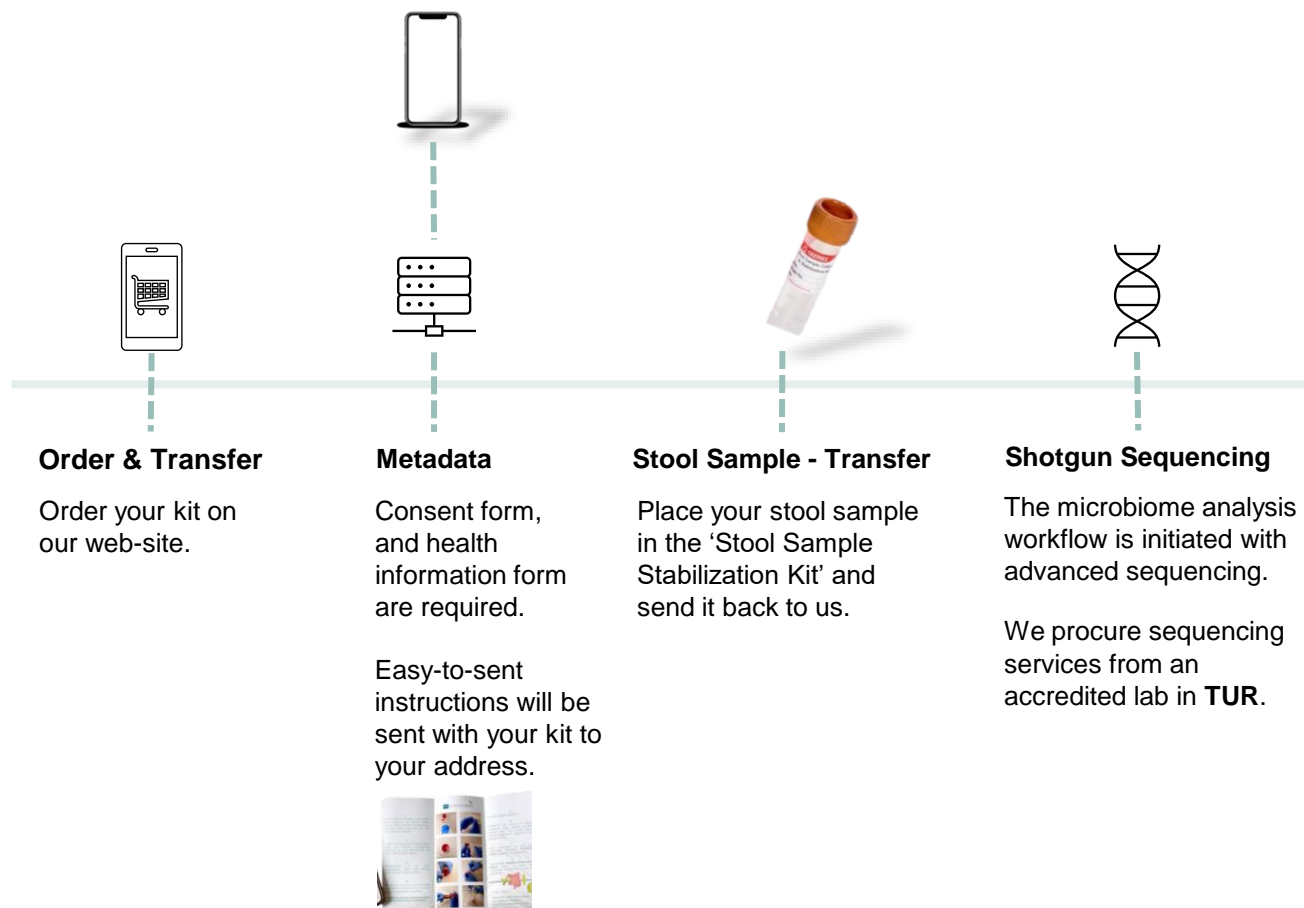 Order & Transfer
Order your kit on
our web-site.
Metadata
Consent form,
and health
information form
are required.
Easy-to-sent
instructions will be
sent with your kit to
your address.
Stool Sample - Transfer
Place your stool sample
in the ‘Stool Sample
Stabilization Kit’ and
send it back to us.
Shotgun Sequencing
The microbiome analysis
workflow is initiated with
advanced sequencing.
We procure sequencing
services from an
accredited lab in TUR.